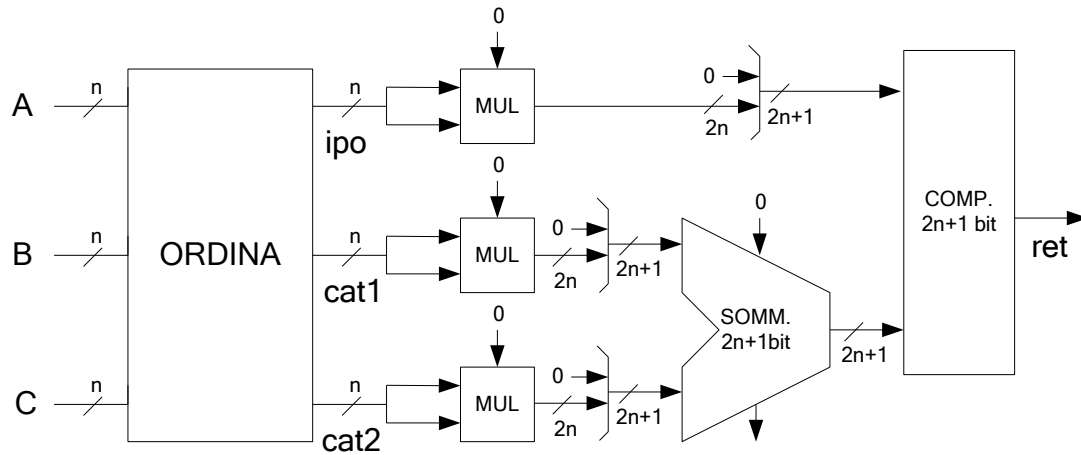 0
A n n MUL 0 2n 2n+1
ipo
0
B n ORDINA n MUL 0 2n 2n+1 0 COMP. 2n+1 bit ret
cat1
0 SOMM. 2n+1bit 2n+1
C n n MUL 0 2n 2n+1
cat2